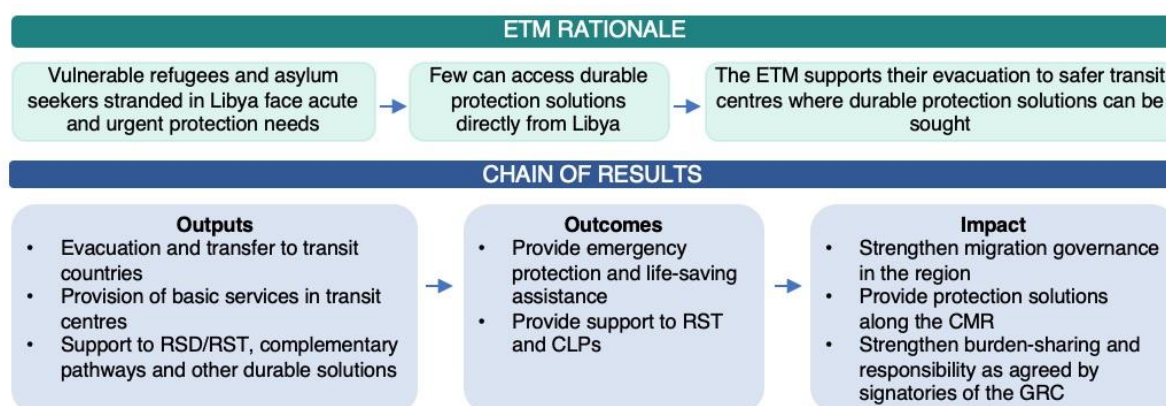 ETM RATIONALE
Vulnerable refugees and asylum
seekers stranded in Libya face acute
and urgent protection needs
Few can access durable
protection solutions
directly from Libya
The ETM supports their evacuation to safer transit
centres where durable protection solutions can be
sought
CHAIN OF RESULTS
Outputs
• Evacuation and transfer to transit
countries
• Provision of basic services in transit
centres
• Support to RSD/RST, complementary
pathways and other durable solutions
Outcomes
• Provide emergency
protection and life-saving
assistance
• Provide support to RST
and CLPs
Impact
• Strengthen migration governance
in the region
• Provide protection solutions
along the CMR
• Strengthen burden-sharing and
responsibility as agreed by
signatories of the GRC